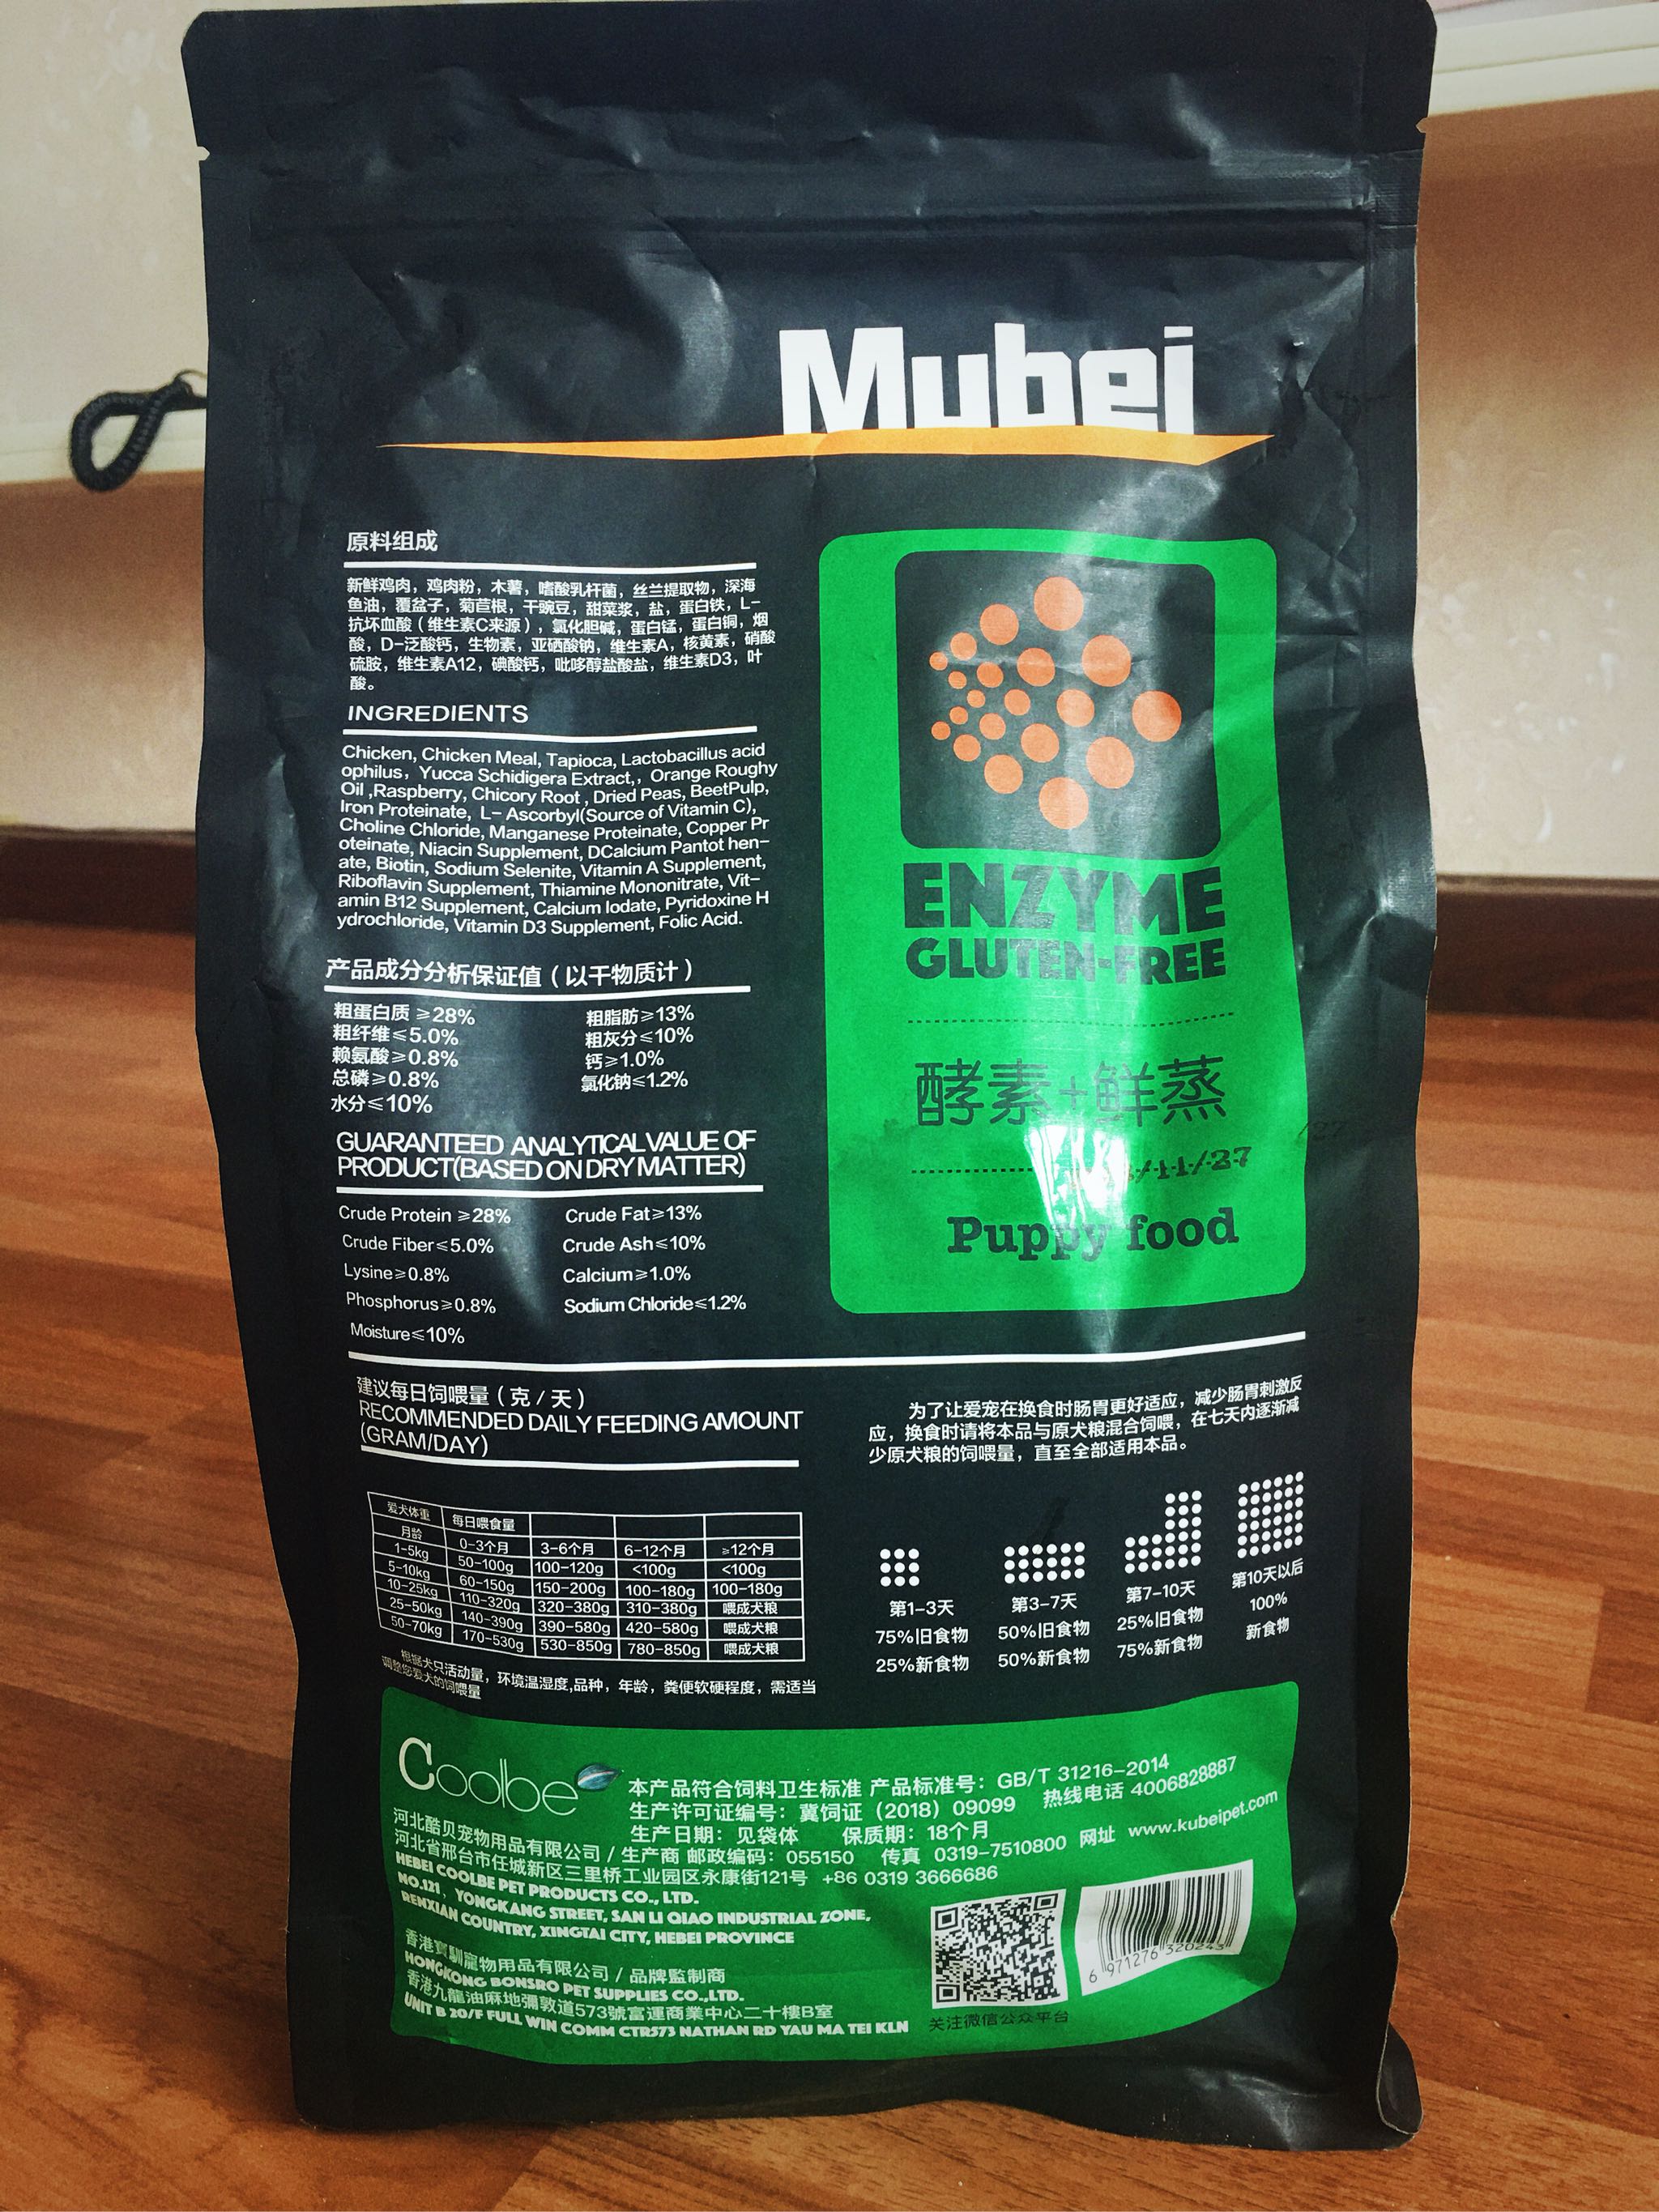 Mubei
原料组成
新鲜鸡肉，鸡肉粉，木薯，嗜酸乳杆菌，丝兰提取物，深海
鱼油，覆盆子，菊苣根，干豌豆，甜菜浆，盐，蛋白铁，L-
抗坏血酸（维生素C来源），氯化胆碱，蛋白锰，蛋白铜，烟
酸，D-泛酸钙，生物素，亚硒酸钠，维生素A，核黄素，硝酸
硫胺，维生素A12，碘酸钙，吡哆醇盐酸盐，维生素D3，叶
酸。
INGREDIENTS
Chicken, Chicken Meal, Tapioca, Lactobacillus acid
ophilus, Yucca Schidigera Extract,, Orange Roughy
Oil ,Raspberry, Chicory Root , Dried Peas, BeetPulp,
Iron Proteinate, L- Ascorbyl(Source of Vitamin C),
Choline Chloride, Manganese Proteinate, Copper Pr
oteinate, Niacin Supplement, DCalcium Pantot hen-
ate, Biotin, Sodium Selenite, Vitamin A Supplement,
Riboflavin Supplement, Thiamine Mononitrate, Vit-
amin B12 Supplement, Calcium Iodate, Pyridoxine H
ydrochloride, Vitamin D3 Supplement, Folic Acid.
产品成分分析保证值（以干物质计）
粗蛋白质≥28% 粗脂肪≥13%
粗纤维≤5.0% 粗灰分≤10%
赖氨酸≥0.8% 钙≥1.0%
总磷≥0.8% 氯化钠≤1.2%
水分≤10%
GUARANTEED ANALYTICAL VALUE OF
PRODUCT(BASED ON DRY MATTER)
Crude Protein ≥28% Crude Fat≥13%
Crude Fiber≤5.0% Crude Ash≤10%
Lysine≥0.8% Calcium≥1.0%
Phosphorus≥0.8% Sodium Chloride≤1.2%
Moisture≤10%
ENZYME
GLUTEN-FREE
酵素+鲜蒸
/11/27
Puppy food
建议每日饲喂量（克/天）
RECOMMENDED DAILY FEEDING AMOUNT
(GRAM/DAY)
爱犬体重 每日喂食量
月龄 0-3个月 3-6个月 6-12个月 ≥12个月
1-5kg 50-100g 100-120g <100g <100g
5-10kg 60-150g 150-200g 100-180g 100-180g
10-25kg 110-320g 320-380g 310-380g 喂成犬粮
25-50kg 140-390g 390-580g 420-580g 喂成犬粮
50-70kg 170-530g 530-850g 780-850g 喂成犬粮
根据犬只活动量，环境温湿度,品种，年龄，粪便软硬程度，需适当
调整您爱犬的饲喂量
为了让爱宠在换食时肠胃更好适应，减少肠胃刺激反
应，换食时请将本品与原犬粮混合饲喂，在七天内逐渐减
少原犬粮的饲喂量，直至全部适用本品。
第1-3天 第3-7天 第7-10天 第10天以后
75%旧食物 50%旧食物 25%旧食物 100%
25%新食物 50%新食物 75%新食物 新食物
Coolbe
本产品符合饲料卫生标准 产品标准号：GB/T 31216-2014
生产许可证编号：冀饲证（2018）09099 热线电话 4006828887
生产日期：见袋体 保质期：18个月
河北酷贝宠物用品有限公司 / 生产商 邮政编码：055150 传真 0319-7510800 网址 www.kubeipet.com
河北省邢台市任城新区三里桥工业园区永康街121号 +86 0319 3666686
HEBEI COOLBE PET PRODUCTS CO., LTD.
NO.121, YONGKANG STREET, SAN LI QIAO INDUSTRIAL ZONE,
RENXIAN COUNTRY, XINGTAI CITY, HEBEI PROVINCE
香港寶馴寵物用品有限公司 / 品牌監制商
HONGKONG BONSRO PET SUPPLIES CO.,LTD.
香港九龍油麻地彌敦道573號富運商業中心二十樓B室
UNIT B 20/F FULL WIN COMM CTR573 NATHAN RD YAU MA TEI KLN
6 971276 320243
关注微信公众平台